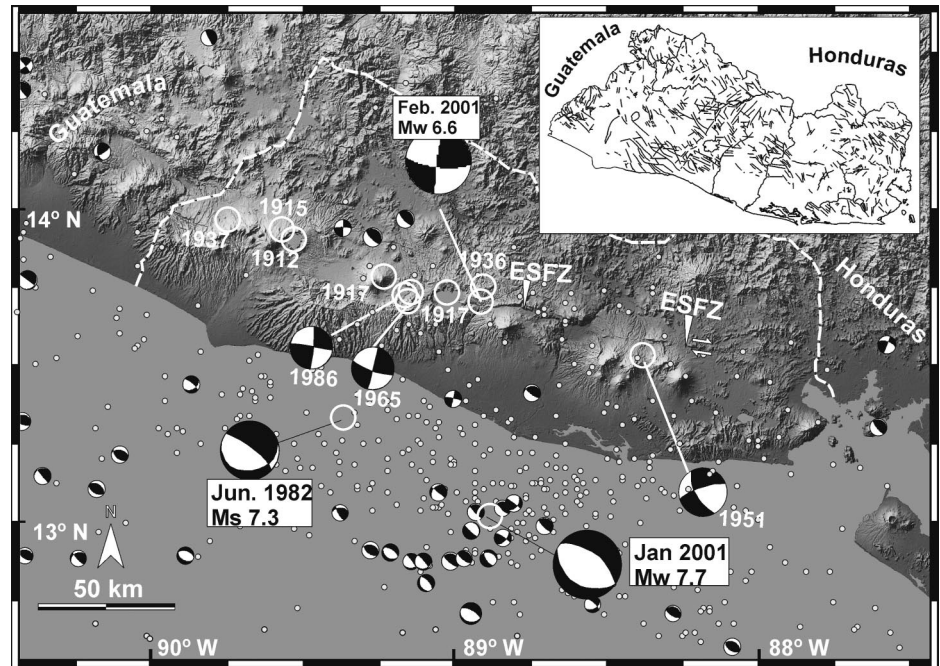 Guatemala
Honduras
Guatemala
Feb. 2001
Mw 6.6
14° N
1915
1937
1912
1936
ESFZ
1917
1917
ESFZ
Honduras
1986
1965
Jun. 1982
Ms 7.3
1951
N
13° N
Jan 2001
Mw 7.7
50 km
90° W
89° W
88° W